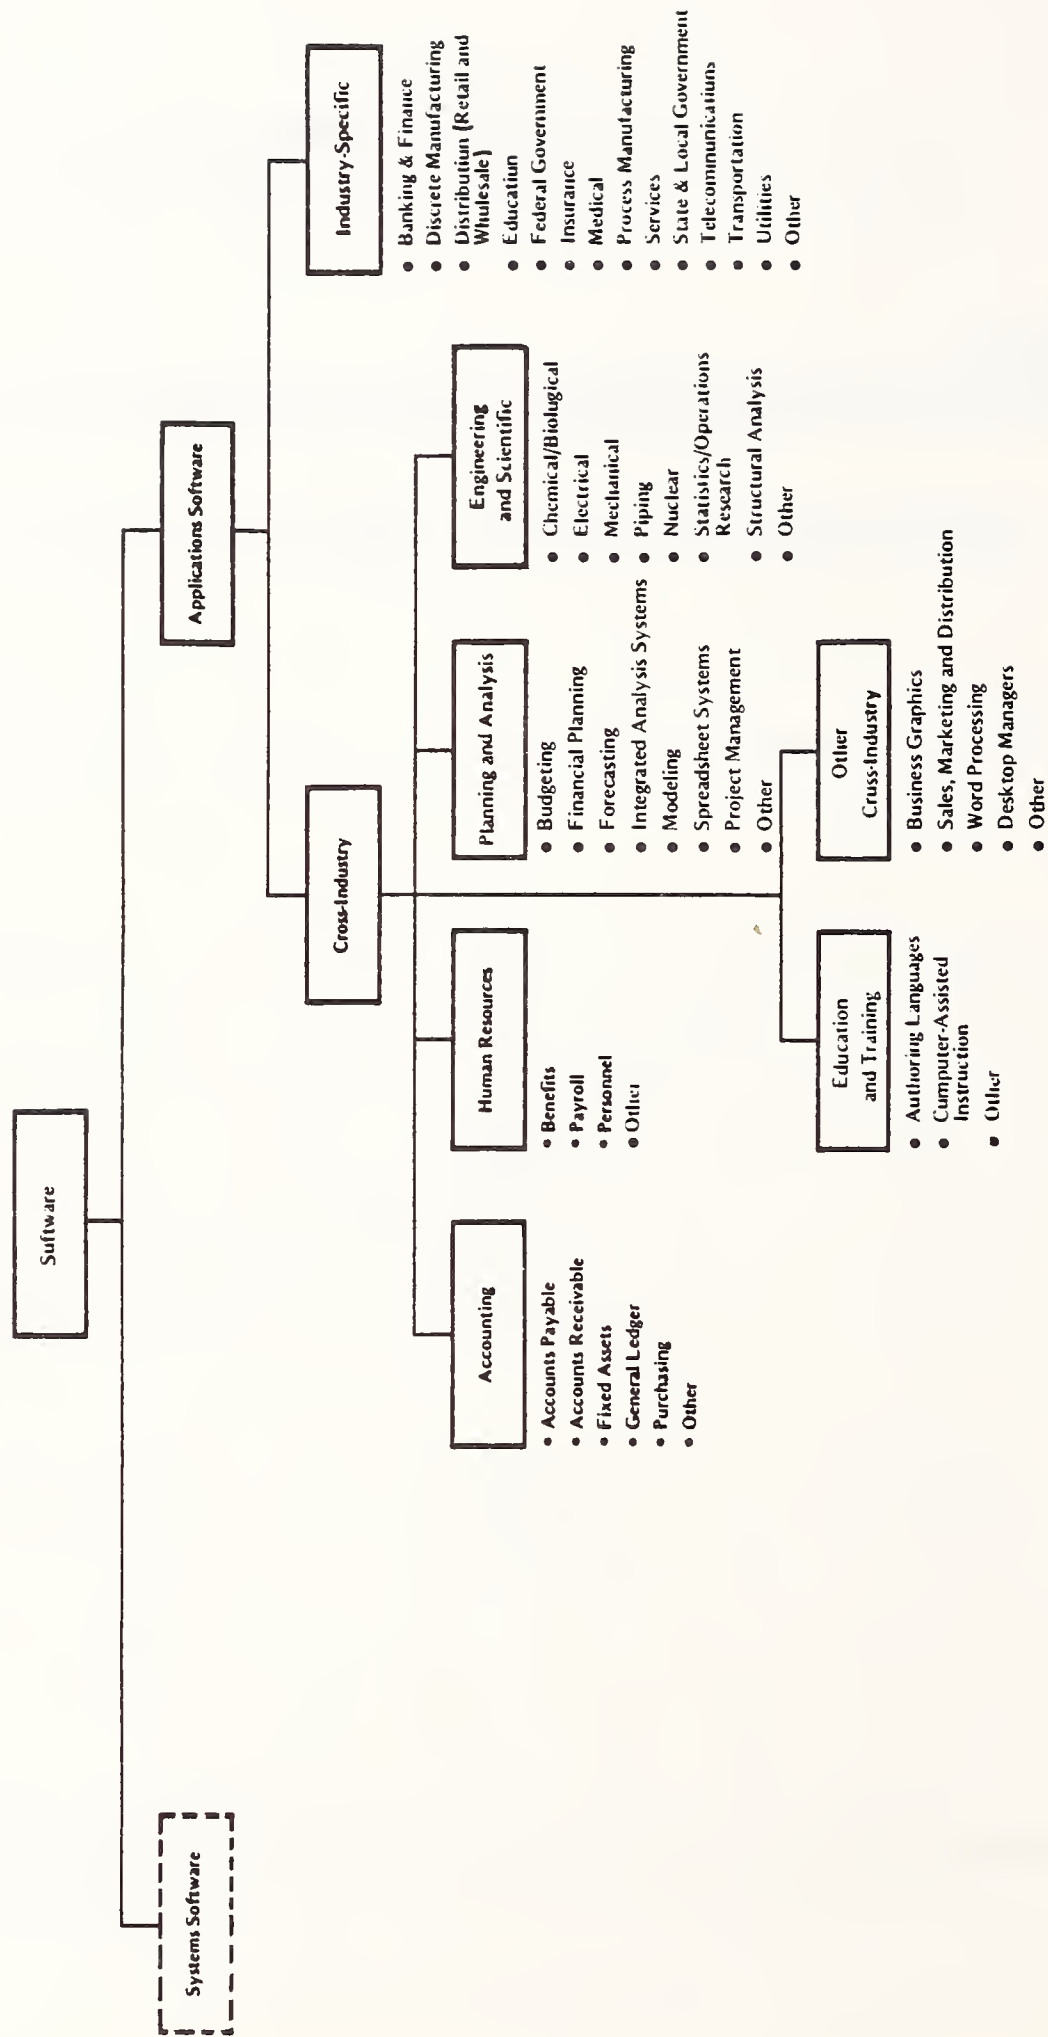 Software
Systems Software
Applications Software
Cross-Industry
Industry-Specific
• Banking & Finance
• Discrete Manufacturing
• Distribution (Retail and
Wholesale)
• Education
• Federal Government
• Insurance
• Medical
• Process Manufacturing
• Services
• State & Local Government
• Telecommunications
• Transportation
• Utilities
• Other
Accounting
• Accounts Payable
• Accounts Receivable
• Fixed Assets
• General Ledger
• Purchasing
• Other
Human Resources
• Benefits
• Payroll
• Personnel
• Other
Planning and Analysis
• Budgeting
• Financial Planning
• Forecasting
• Integrated Analysis Systems
• Modeling
• Spreadsheet Systems
• Project Management
• Other
Engineering
and Scientific
• Chemical/Biological
• Electrical
• Mechanical
• Piping
• Nuclear
• Statistics/Operations
Research
• Structural Analysis
• Other
Education
and Training
• Authoring Languages
• Computer-Assisted
Instruction
• Other
Other
Cross-Industry
• Business Graphics
• Sales, Marketing and Distribution
• Word Processing
• Desktop Managers
• Other